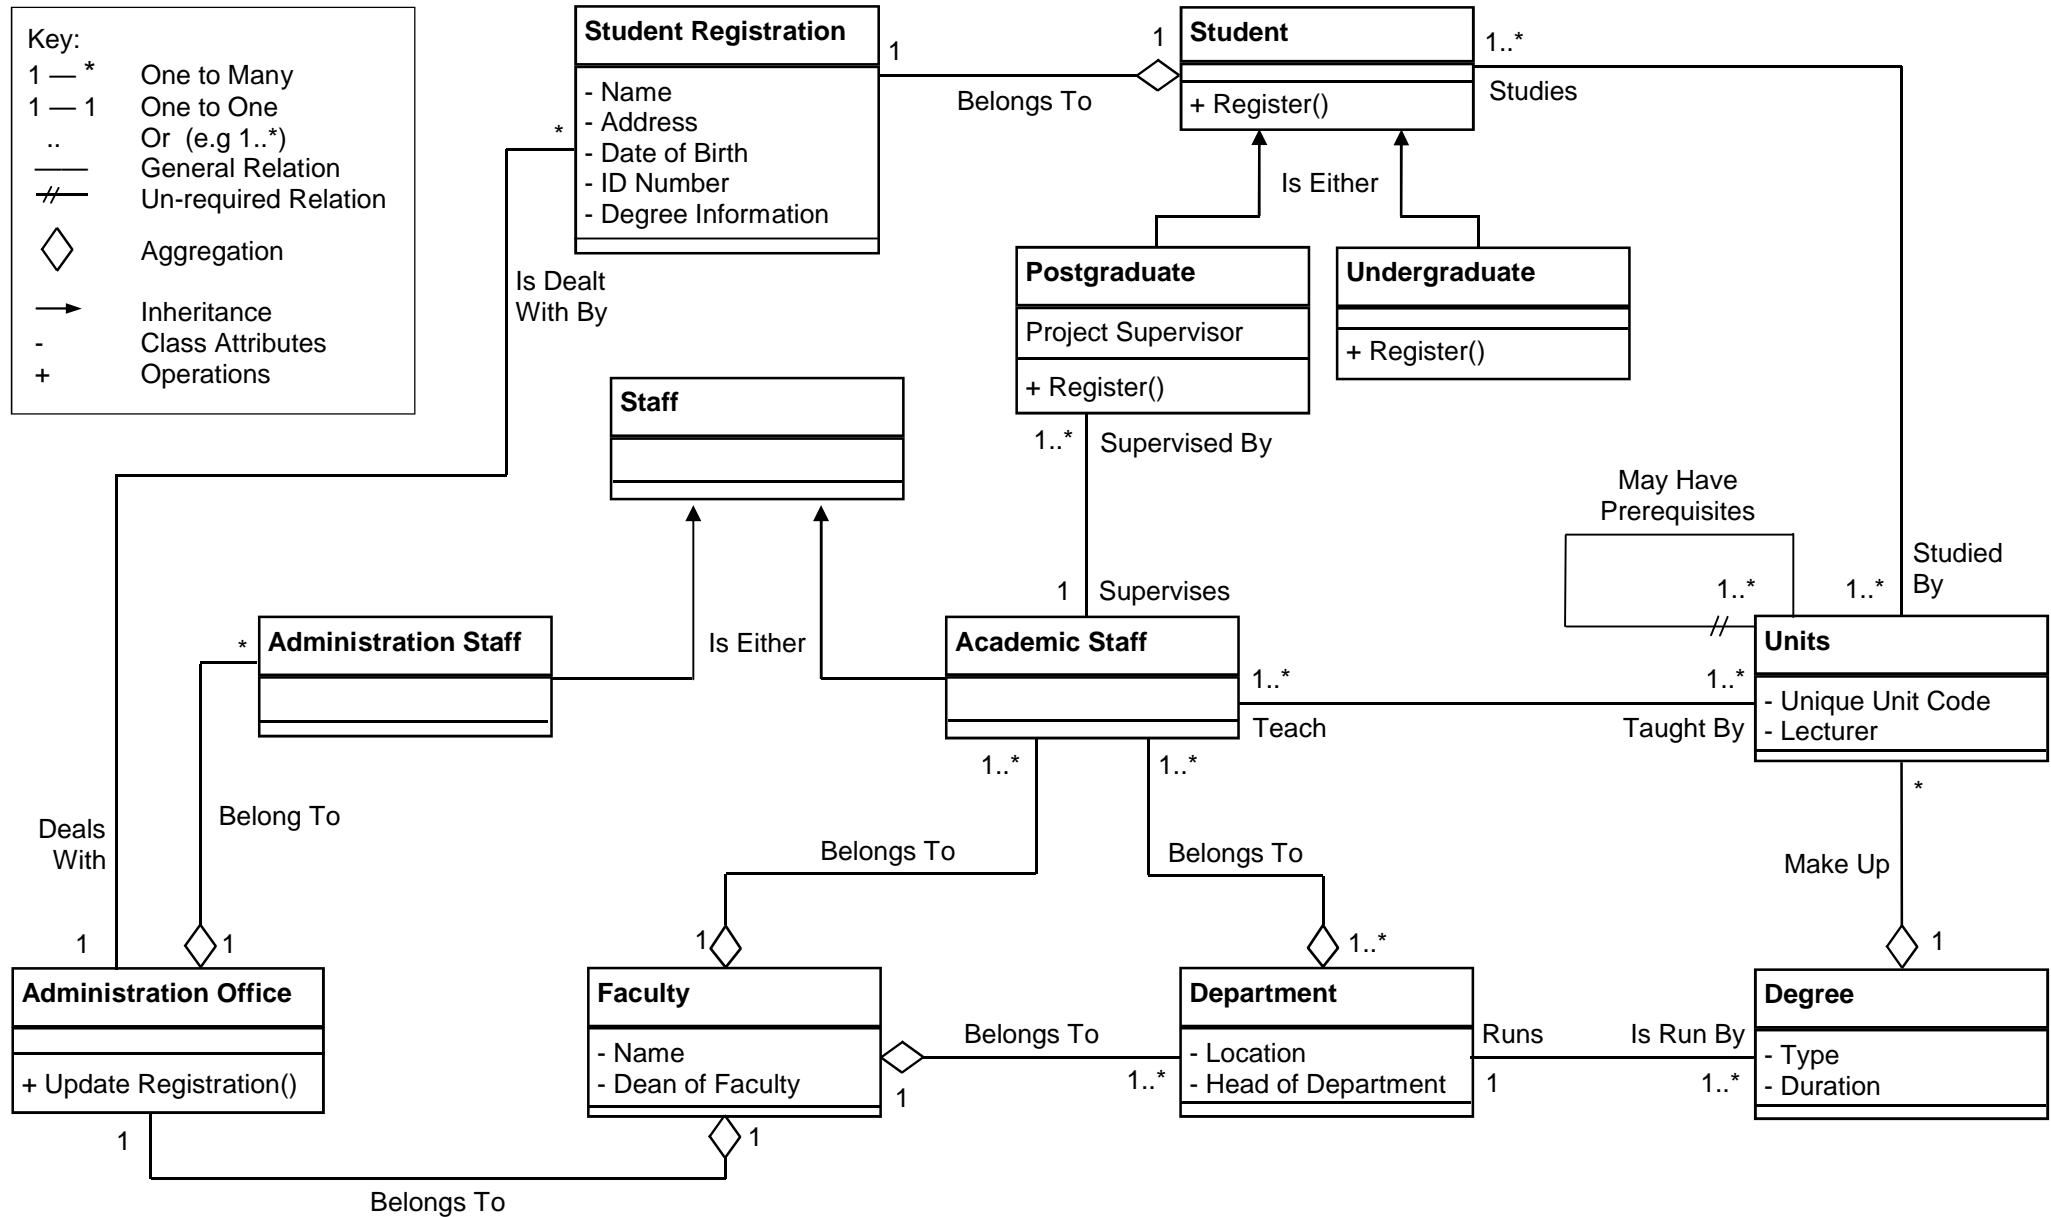 Key:
1 — * One to Many
1 — 1 One to One
.. Or (e.g 1..*)
General Relation
Un-required Relation
Aggregation
Inheritance
- Class Attributes
+ Operations
Student Registration
- Name
- Address
- Date of Birth
- ID Number
- Degree Information
1
1
Belongs To
Student
+ Register()
1..*
Studies
*
Is Dealt
With By
Is Either
Postgraduate
Project Supervisor
+ Register()
Undergraduate
+ Register()
Staff
1..*
Supervised By
May Have
Prerequisites
1..*
1..*
Studied
By
1
Supervises
*
Administration Staff
Is Either
Academic Staff
1..*
Teach
1..*
Taught By
Units
- Unique Unit Code
- Lecturer
1..*
1..*
*
Deals
With
Belong To
Belongs To
Belongs To
Make Up
1
1
1
1..*
1
Administration Office
+ Update Registration()
Faculty
- Name
- Dean of Faculty
Belongs To
1
1..*
Department
- Location
- Head of Department
Runs
1
Is Run By
1..*
Degree
- Type
- Duration
1
1
Belongs To